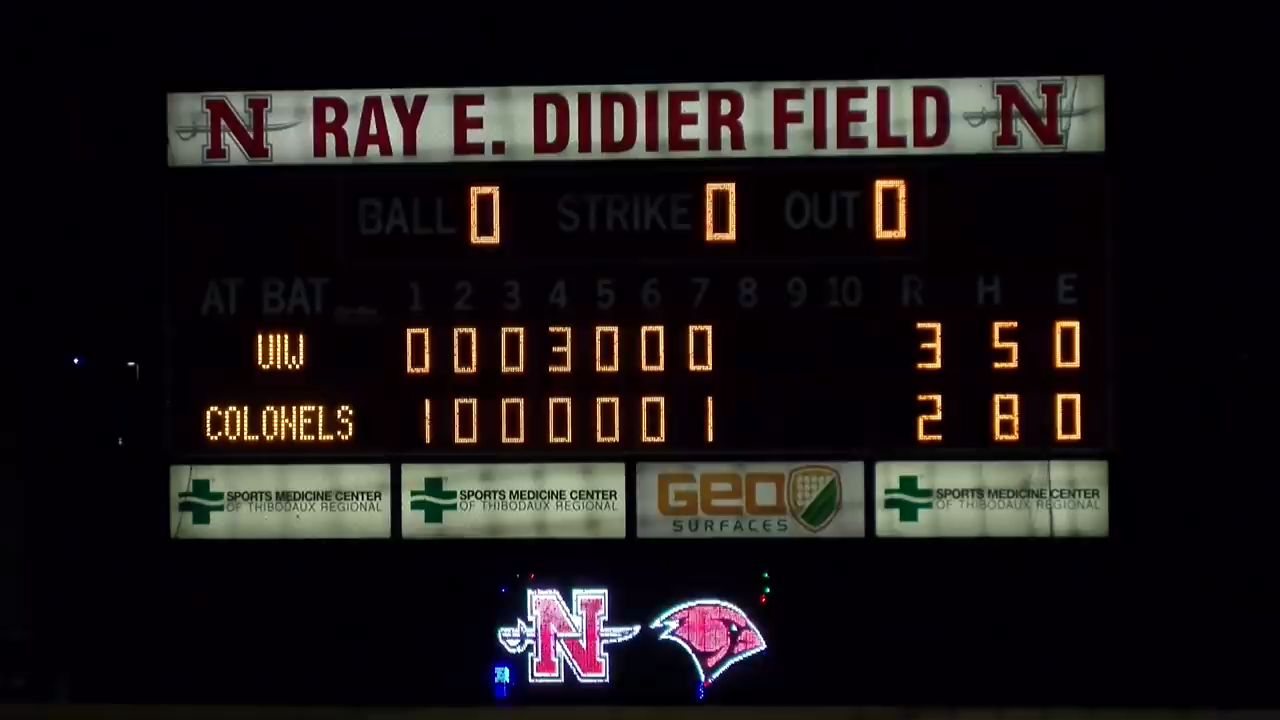 N RAY E. DIDIER FIELD N
BALL 0 STRIKE 0 OUT 0
AT BAT 1 2 3 4 5 6 7 8 9 10 R H E
UIW 0 0 0 3 0 0 0 3 5 0
COLONELS 1 0 0 0 0 0 1 2 8 0
SPORTS MEDICINE CENTER
OF THIBODAUX REGIONAL
SPORTS MEDICINE CENTER
OF THIBODAUX REGIONAL
GEO
SURFACES
SPORTS MEDICINE CENTER
OF THIBODAUX REGIONAL
N